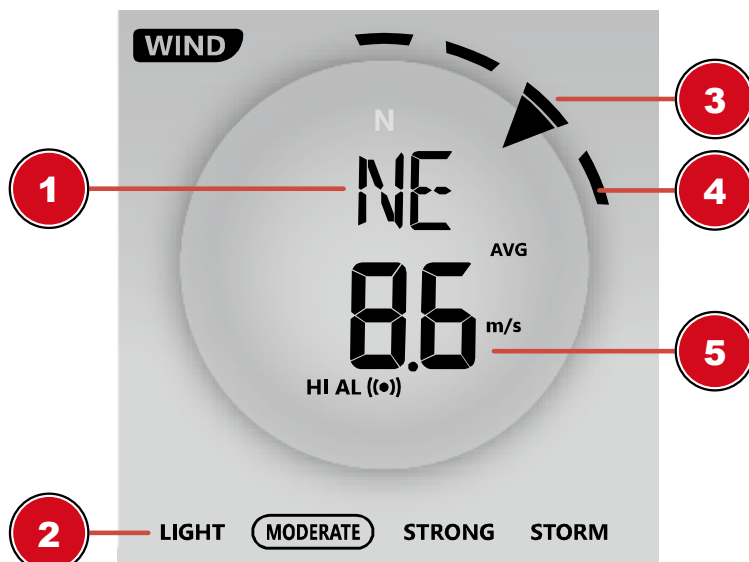 WIND
3
N
1
NE
4
AVG
8.6
m/s
5
HI AL ((•))
2
LIGHT MODERATE STRONG STORM